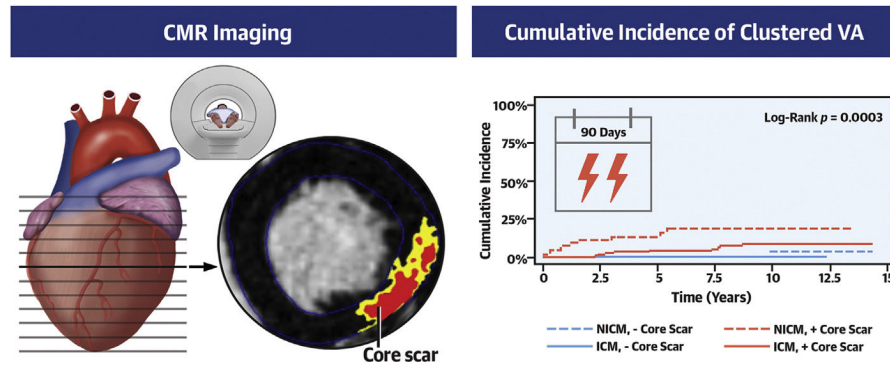 CMR Imaging
Core scar
Cumulative Incidence of Clustered VA
Cumulative Incidence
100%
75%
50%
25%
0%
90 Days
Log-Rank p = 0.0003
0 2.5 5 7.5 10 12.5 15
Time (Years)
NICM, - Core Scar NICM, + Core Scar
ICM, - Core Scar ICM, + Core Scar